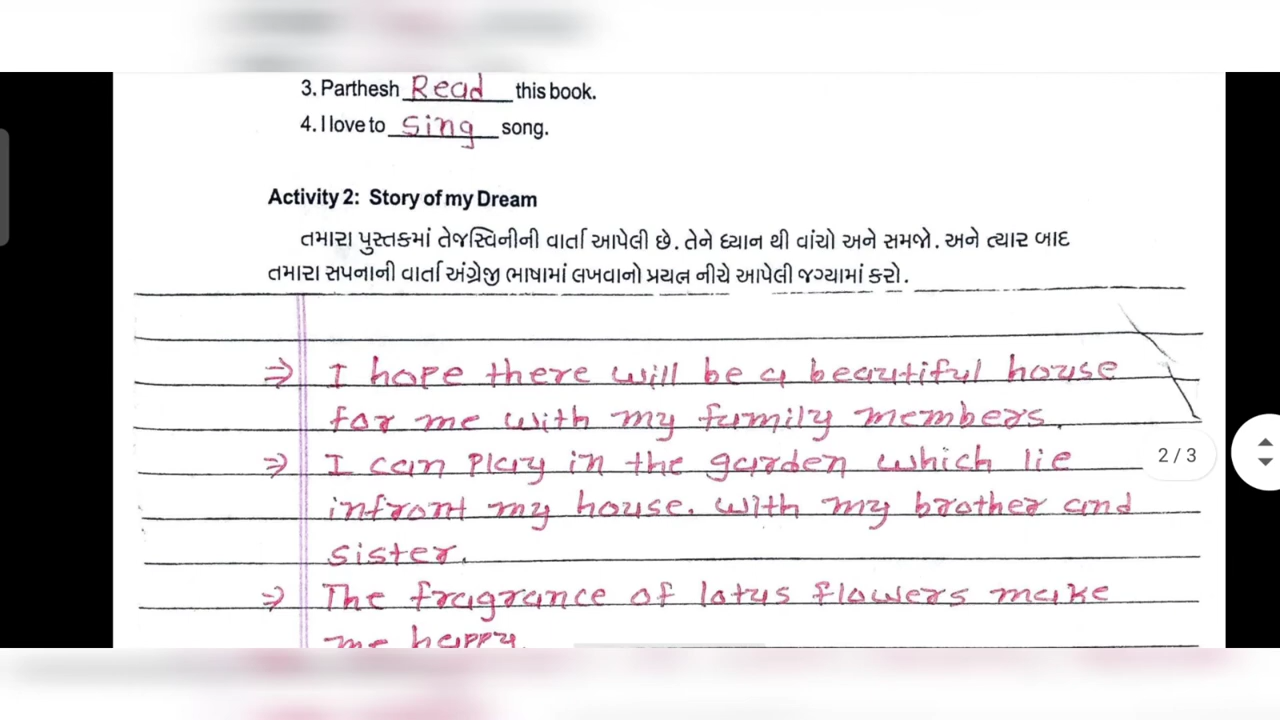 3. Parthesh Read this book.
4. I love to sing song.
Activity 2: Story of my Dream
તમારા પુસ્તકમાં તેજસ્વિનીની વાર્તા આપેલી છે. તેને ધ્યાન થી વાંચો અને સમજો. અને ત્યાર બાદ
તમારા સપનાની વાર્તા અંગ્રેજી ભાષામાં લખવાનો પ્રયત્ન નીચે આપેલી જગ્યામાં કરો.
⇒ I hope there will be a beautiful house
for me with my family members.
⇒ I can play in the garden which lie
infront my house. with my brother and
sister.
⇒ The fragrance of lotus flowers make
me happy.
2/3